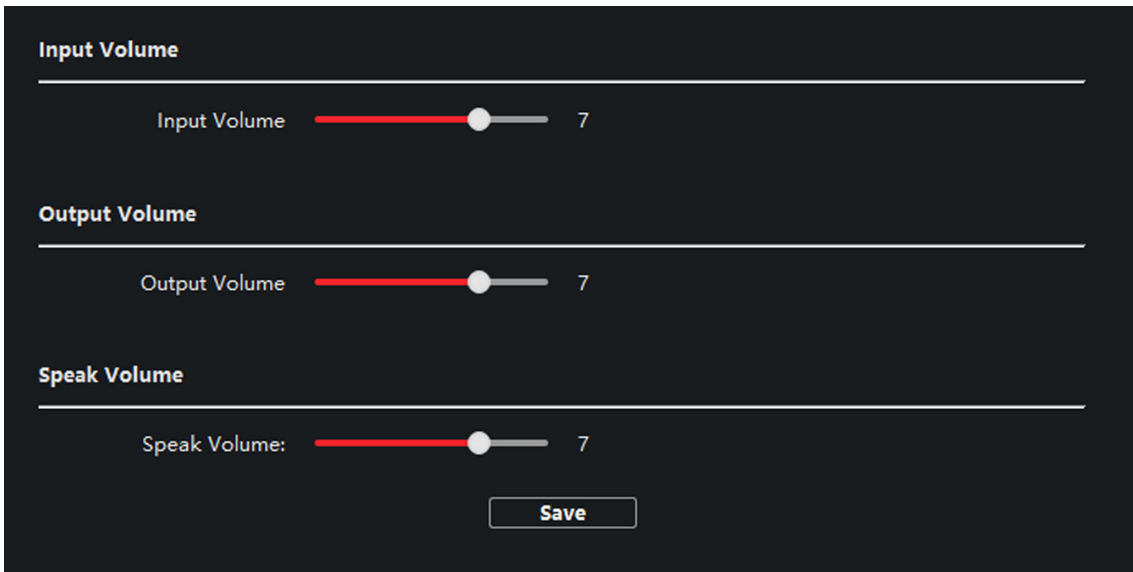 Input Volume
Input Volume 7
Output Volume
Output Volume 7
Speak Volume
Speak Volume: 7
Save